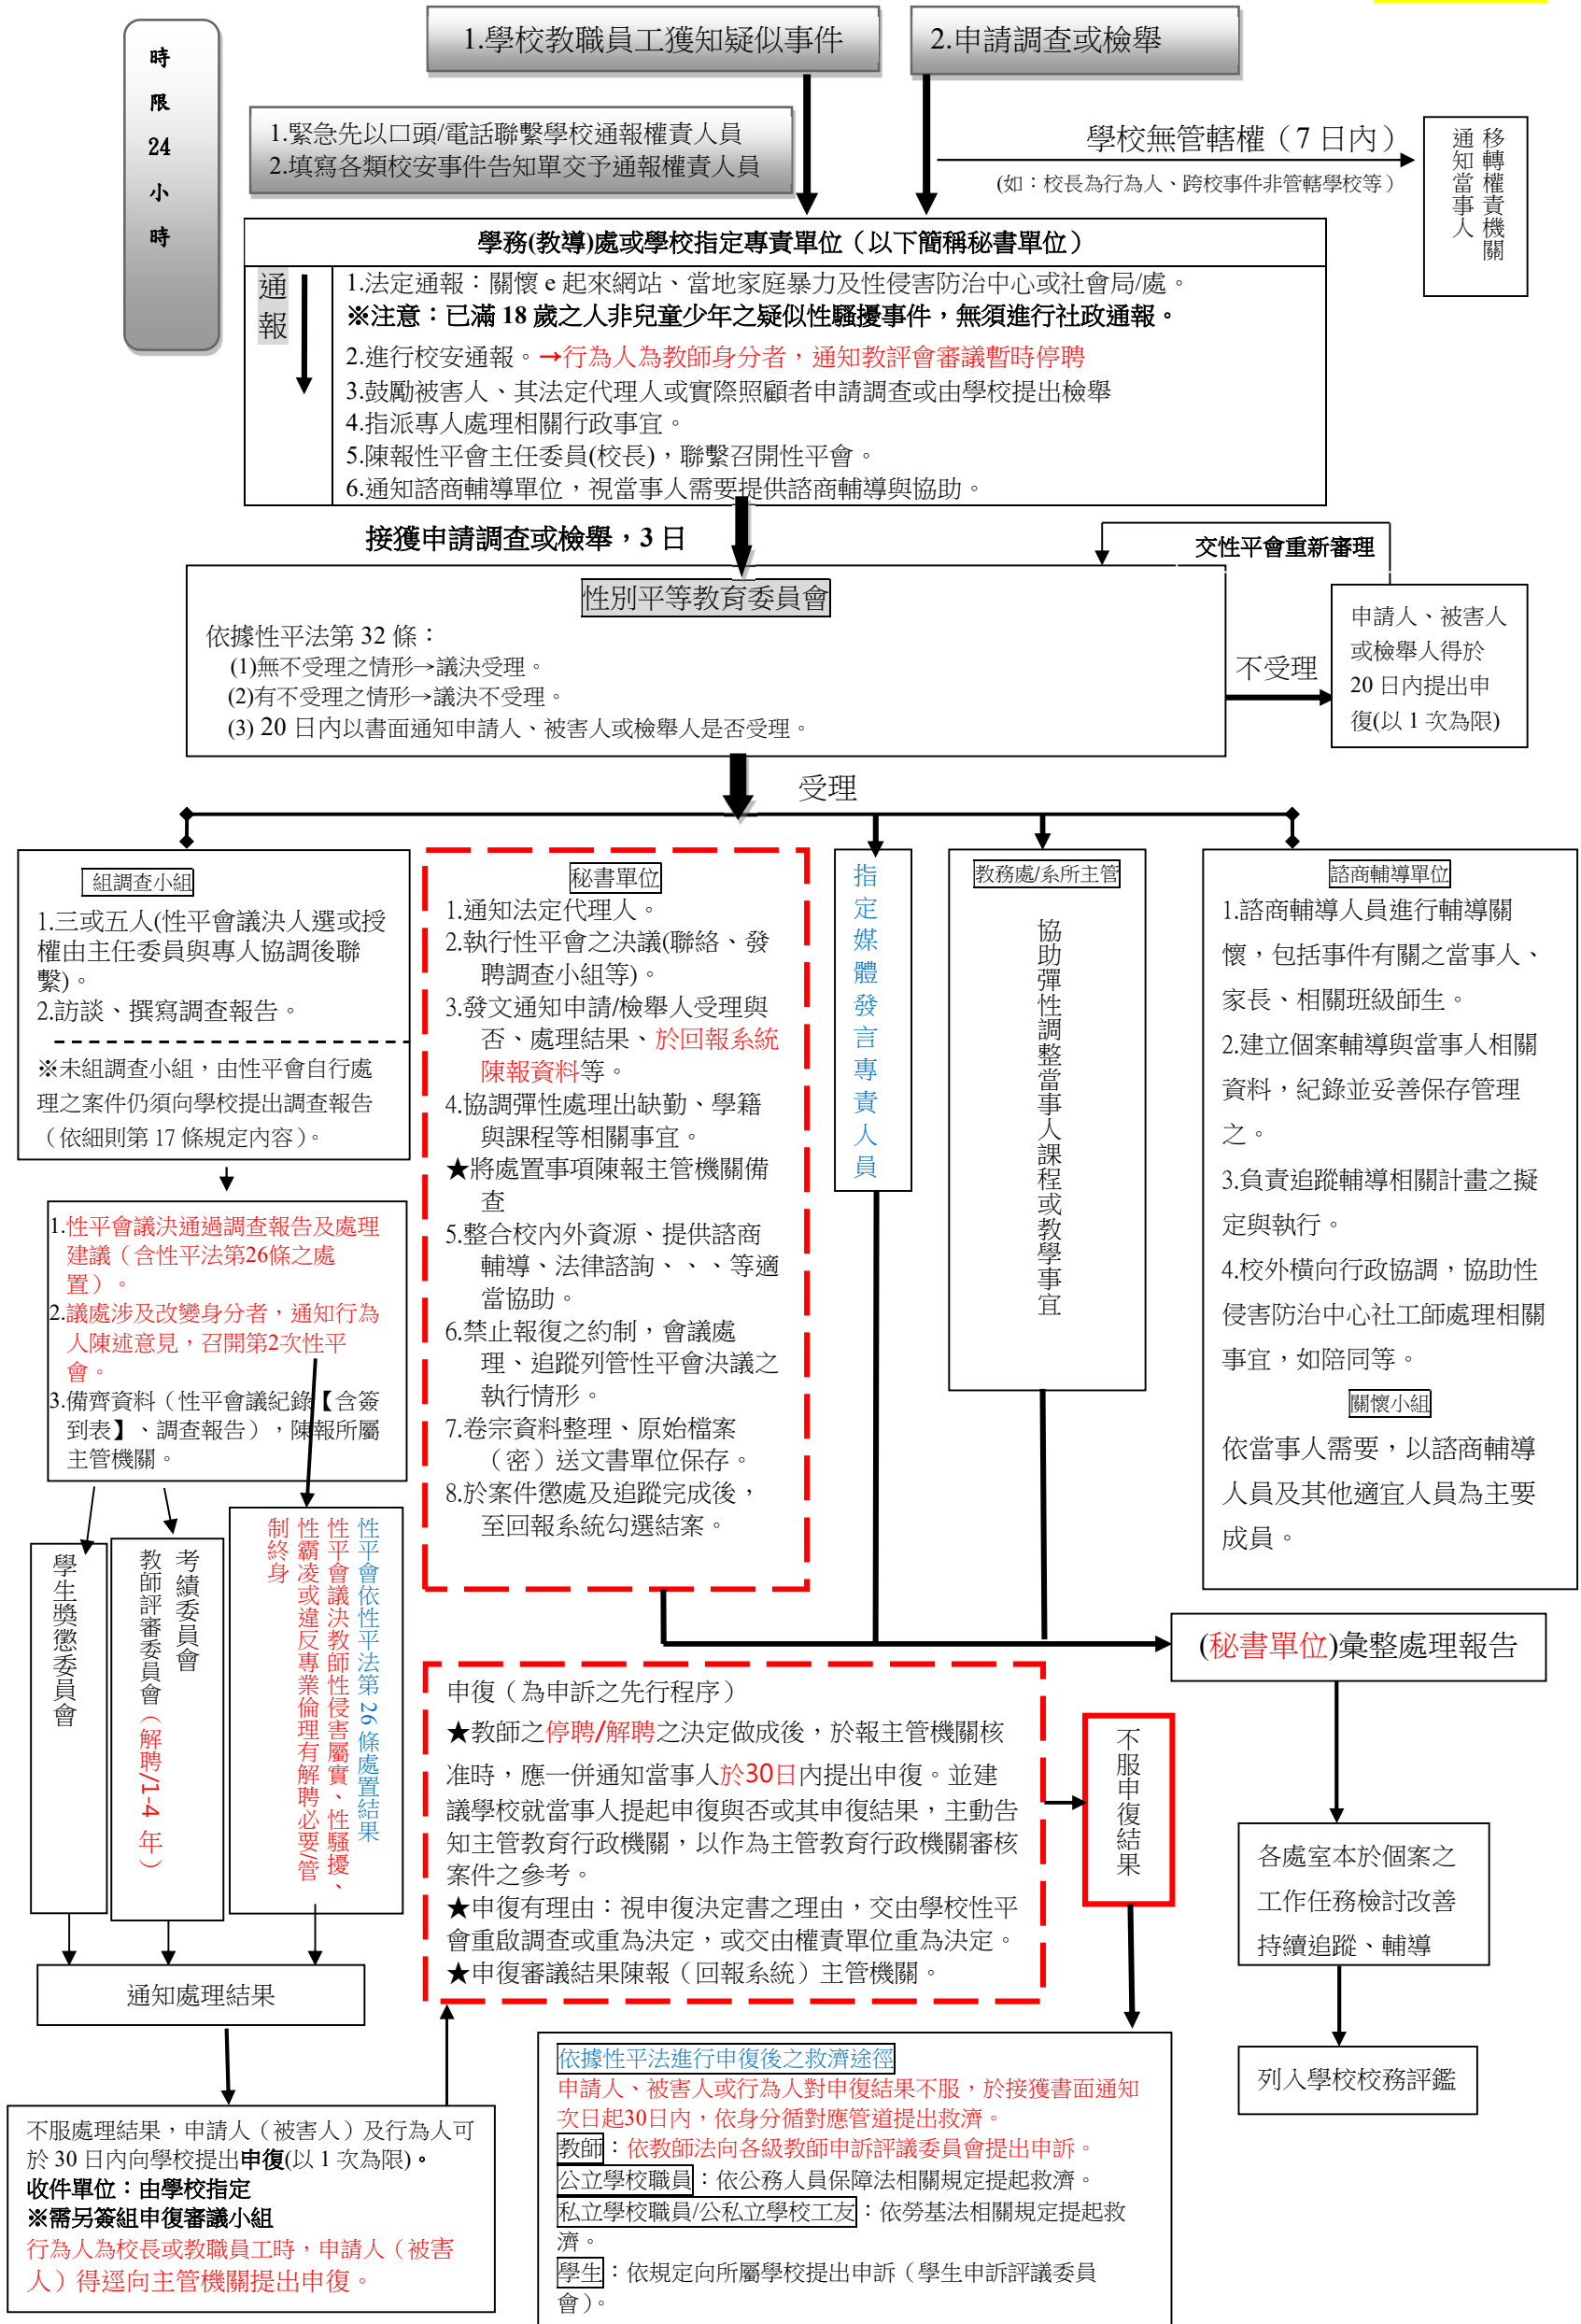 時
限
24
小
時
1.學校教職員工獲知疑似事件
2.申請調查或檢舉
1.緊急先以口頭/電話聯繫學校通報權責人員
2.填寫各類校安事件告知單交予通報權責人員
學校無管轄權（7 日內）
(如：校長為行為人、跨校事件非管轄學校等）
移轉權責機關
通知當事人
學務(教導)處或學校指定專責單位（以下簡稱秘書單位）
通報
1.法定通報：關懷 e 起來網站、當地家庭暴力及性侵害防治中心或社會局/處。
※注意：已滿 18 歲之人非兒童少年之疑似性騷擾事件，無須進行社政通報。
2.進行校安通報。→行為人為教師身分者，通知教評會審議暫時停聘
3.鼓勵被害人、其法定代理人或實際照顧者申請調查或由學校提出檢舉
4.指派專人處理相關行政事宜。
5.陳報性平會主任委員(校長)，聯繫召開性平會。
6.通知諮商輔導單位，視當事人需要提供諮商輔導與協助。
接獲申請調查或檢舉，3 日
交性平會重新審理
性別平等教育委員會
依據性平法第 32 條：
(1)無不受理之情形→議決受理。
(2)有不受理之情形→議決不受理。
(3) 20 日內以書面通知申請人、被害人或檢舉人是否受理。
不受理
申請人、被害人
或檢舉人得於
20 日內提出申
復(以 1 次為限)
受理
組調查小組
1.三或五人(性平會議決人選或授
權由主任委員與專人協調後聯
繫)。
2.訪談、撰寫調查報告。
※未組調查小組，由性平會自行處
理之案件仍須向學校提出調查報告
（依細則第 17 條規定內容）。
1.性平會議決通過調查報告及處理
建議（含性平法第26條之處
置）。
2.議處涉及改變身分者，通知行為
人陳述意見，召開第2次性平
會。
3.備齊資料（性平會議紀錄【含簽
到表】、調查報告），陳報所屬
主管機關。
秘書單位
1.通知法定代理人。
2.執行性平會之決議(聯絡、發
聘調查小組等)。
3.發文通知申請/檢舉人受理與
否、處理結果、於回報系統
陳報資料等。
4.協調彈性處理出缺勤、學籍
與課程等相關事宜。
★將處置事項陳報主管機關備
查
5.整合校內外資源、提供諮商
輔導、法律諮詢、、、等適
當協助。
6.禁止報復之約制，會議處
理、追蹤列管性平會決議之
執行情形。
7.卷宗資料整理、原始檔案
（密）送文書單位保存。
8.於案件懲處及追蹤完成後，
至回報系統勾選結案。
指定媒體發言專責人員
教務處/系所主管
協助彈性調整當事人課程或教學事宜
諮商輔導單位
1.諮商輔導人員進行輔導關
懷，包括事件有關之當事人、
家長、相關班級師生。
2.建立個案輔導與當事人相關
資料，紀錄並妥善保存管理
之。
3.負責追蹤輔導相關計畫之擬
定與執行。
4.校外橫向行政協調，協助性
侵害防治中心社工師處理相關
事宜，如陪同等。
關懷小組
依當事人需要，以諮商輔導
人員及其他適宜人員為主要
成員。
學生獎懲委員會
考績委員會
教師評審委員會（解聘/1-4 年）
性平會依性平法第 26 條處置結果
性平會議決教師性侵害屬實、性騷擾、
性霸凌或違反專業倫理有解聘必要/管
制終身
通知處理結果
不服處理結果，申請人（被害人）及行為人可
於 30 日內向學校提出申復(以 1 次為限)。
收件單位：由學校指定
※需另簽組申復審議小組
行為人為校長或教職員工時，申請人（被害
人）得逕向主管機關提出申復。
申復（為申訴之先行程序）
★教師之停聘/解聘之決定做成後，於報主管機關核
准時，應一併通知當事人於30日內提出申復。並建
議學校就當事人提起申復與否或其申復結果，主動告
知主管教育行政機關，以作為主管教育行政機關審核
案件之參考。
★申復有理由：視申復決定書之理由，交由學校性平
會重啟調查或重為決定，或交由權責單位重為決定。
★申復審議結果陳報（回報系統）主管機關。
不服申復結果
依據性平法進行申復後之救濟途徑
申請人、被害人或行為人對申復結果不服，於接獲書面通知
次日起30日內，依身分循對應管道提出救濟。
教師：依教師法向各級教師申訴評議委員會提出申訴。
公立學校職員：依公務人員保障法相關規定提起救濟。
私立學校職員/公私立學校工友：依勞基法相關規定提起救
濟。
學生：依規定向所屬學校提出申訴（學生申訴評議委員
會）。
(秘書單位)彙整處理報告
各處室本於個案之
工作任務檢討改善
持續追蹤、輔導
列入學校校務評鑑